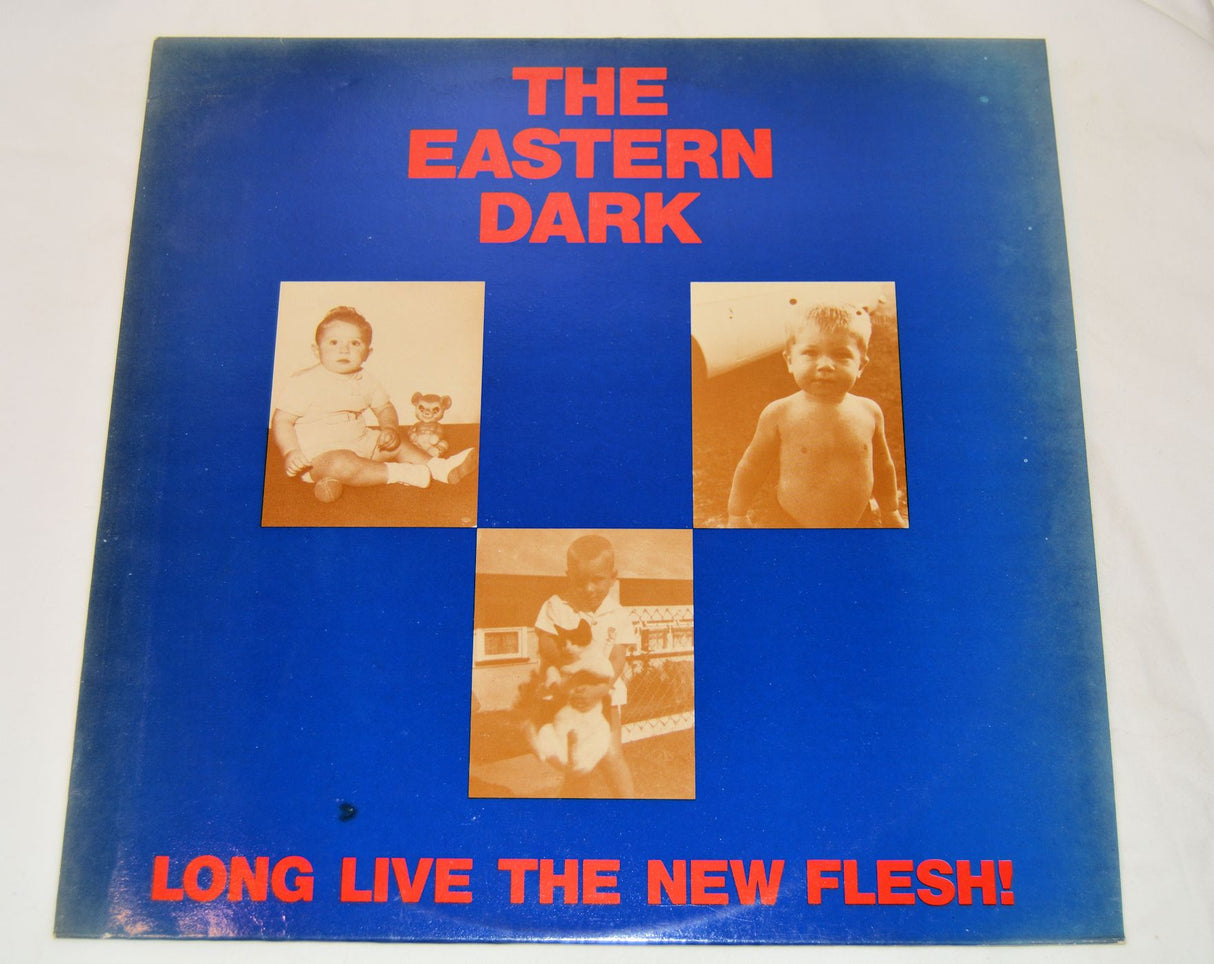 THE
EASTERN
DARK
LONG LIVE THE NEW FLESH!